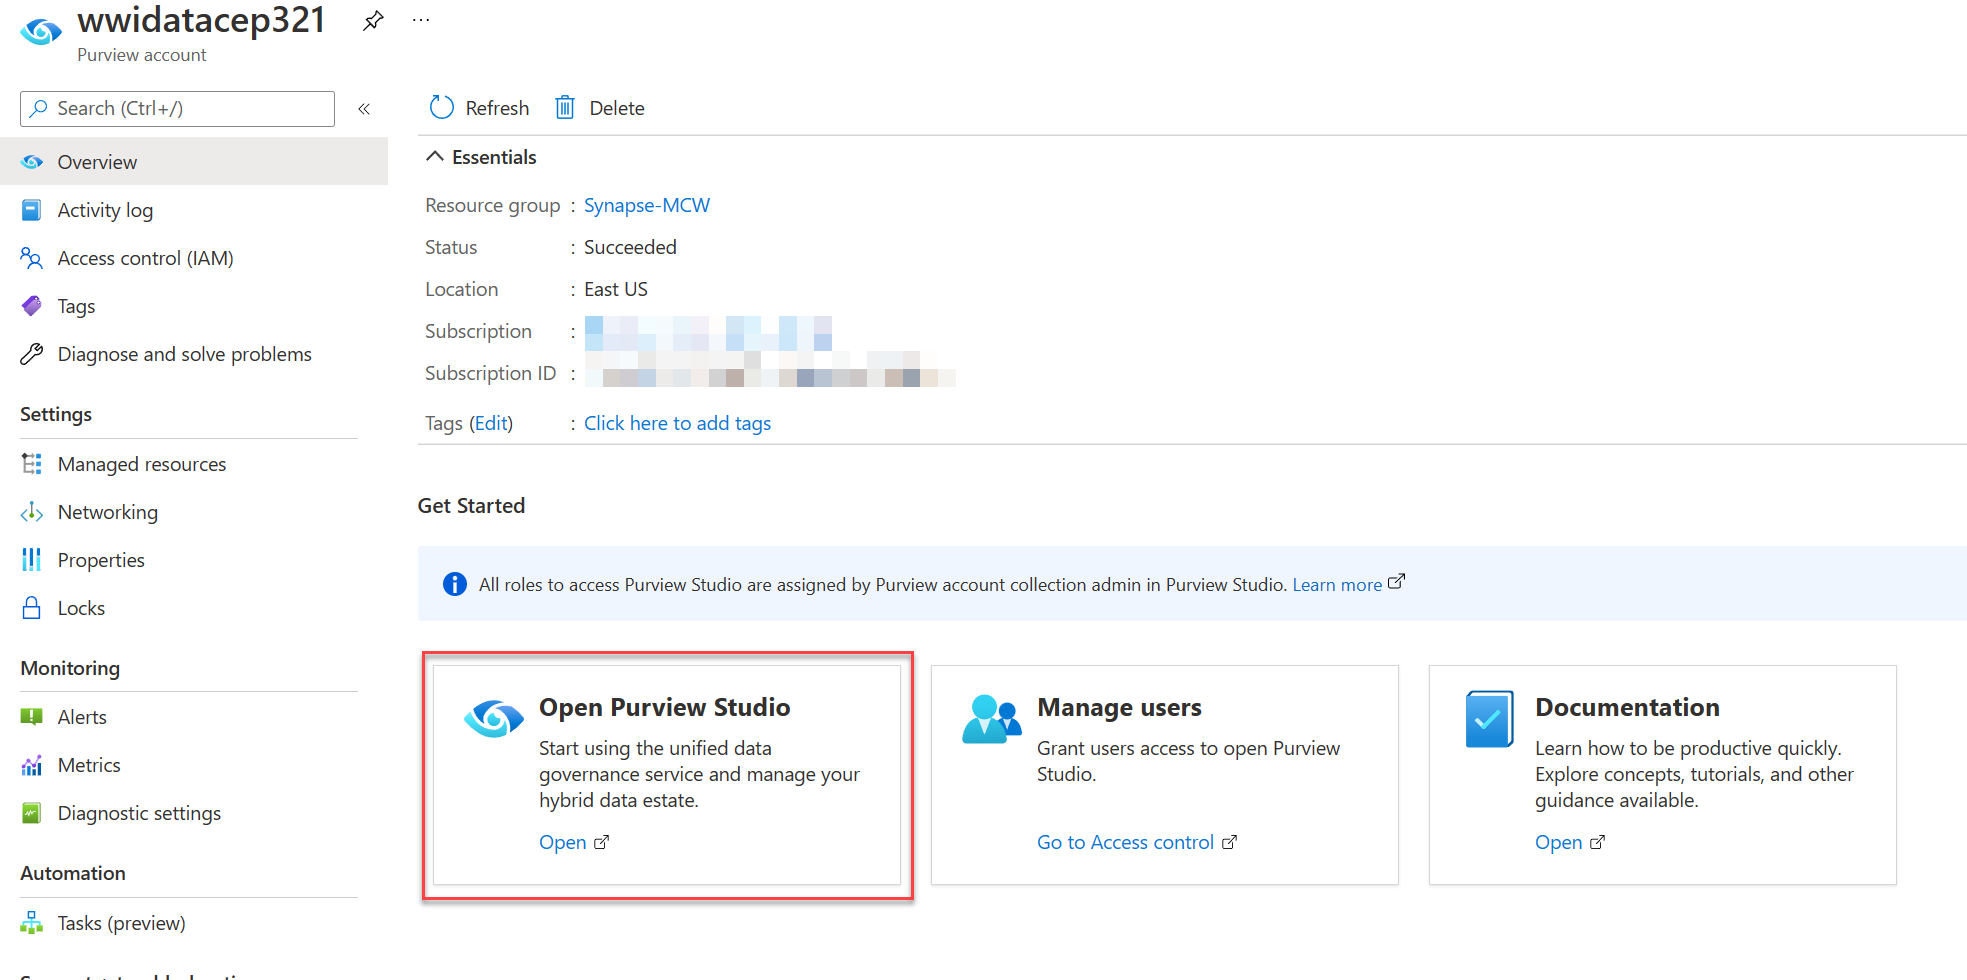 wwidatacep321
...
Purview account
Search (Ctrl+/)
«
Overview
Activity log
Access control (IAM)
Tags
Diagnose and solve problems
Settings
Managed resources
Networking
Properties
Locks
Monitoring
Alerts
Metrics
Diagnostic settings
Automation
Tasks (preview)
Refresh
Delete
Essentials
Resource group : Synapse-MCW
Status : Succeeded
Location : East US
Subscription :
Subscription ID :
Tags (Edit) : Click here to add tags
Get Started
All roles to access Purview Studio are assigned by Purview account collection admin in Purview Studio. Learn more
Open Purview Studio
Start using the unified data
governance service and manage your
hybrid data estate.
Open
Manage users
Grant users access to open Purview
Studio.
Go to Access control
Documentation
Learn how to be productive quickly.
Explore concepts, tutorials, and other
guidance available.
Open